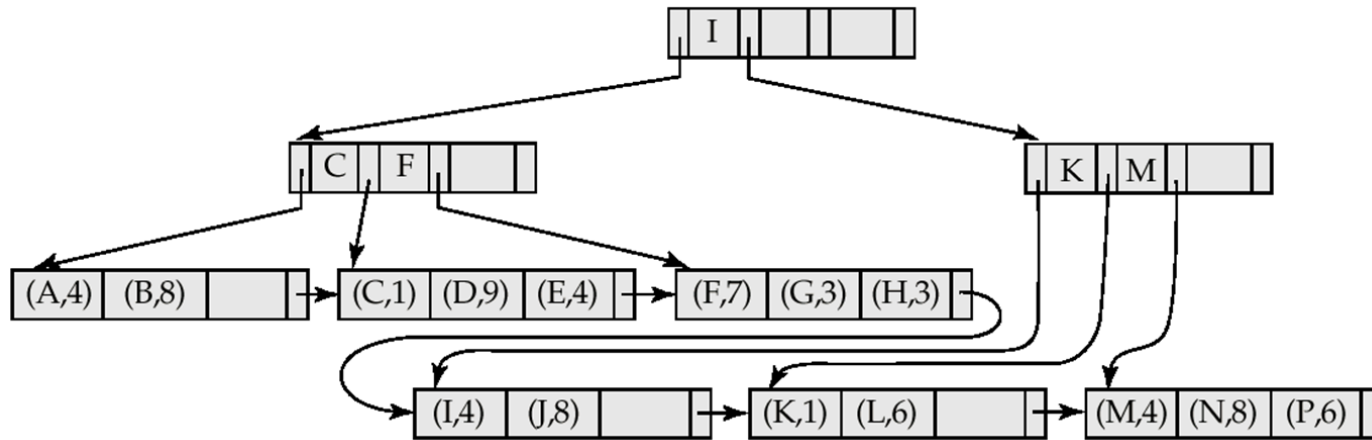 I
C F K M
(A,4) (B,8) (C,1) (D,9) (E,4) (F,7) (G,3) (H,3)
(I,4) (J,8) (K,1) (L,6) (M,4) (N,8) (P,6)